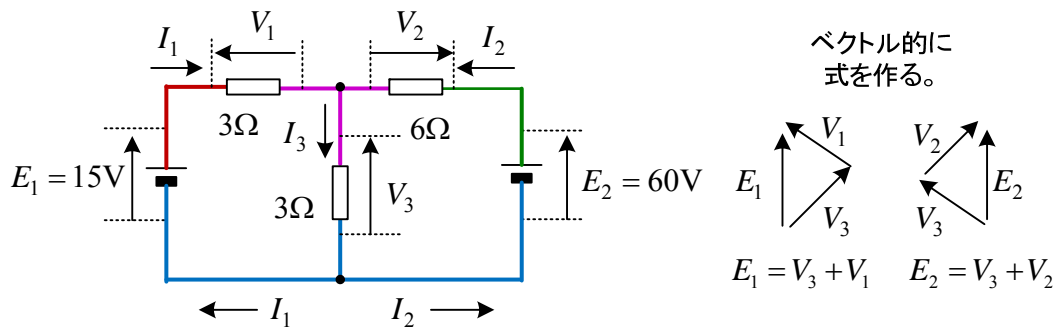 V₁
V₂
I₁
I₂
3Ω
6Ω
I₃
E₁ = 15V
3Ω
V₃
E₂ = 60V
I₁
I₂
ベクトル的に
式を作る。
V₁
E₁
V₃
V₂
E₂
V₃
E₁ = V₃ + V₁
E₂ = V₃ + V₂